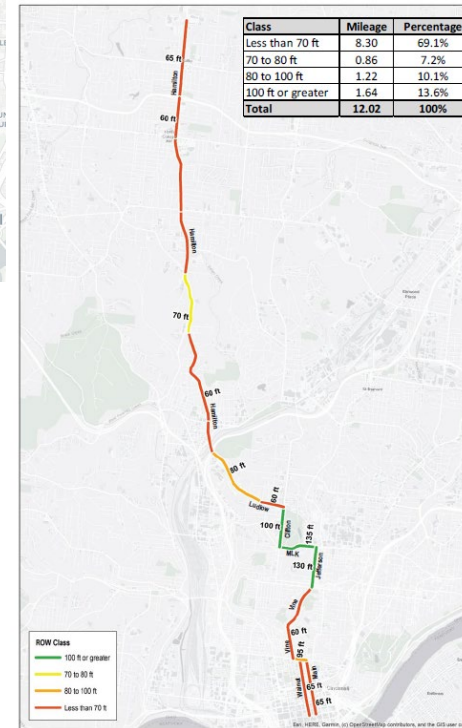 Class Mileage Percentage
Less than 70 ft 8.30 69.1%
70 to 80 ft 0.86 7.2%
80 to 100 ft 1.22 10.1%
100 ft or greater 1.64 13.6%
Total 12.02 100%
65 ft
Hamilton
60 ft
Hamilton
70 ft
60 ft
Hamilton
80 ft
60 ft
Ludlow
100 ft
Clifton
135 ft
MLK
130 ft
Jefferson
Vine
60 ft
Vine
95 ft
Main
Walnut
65 ft
65 ft
Cincinnati
ROW Class
100 ft or greater
70 to 80 ft
80 to 100 ft
Less than 70 ft
Esri, HERE, Garmin, (c) OpenStreetMap contributors, and the GIS user c